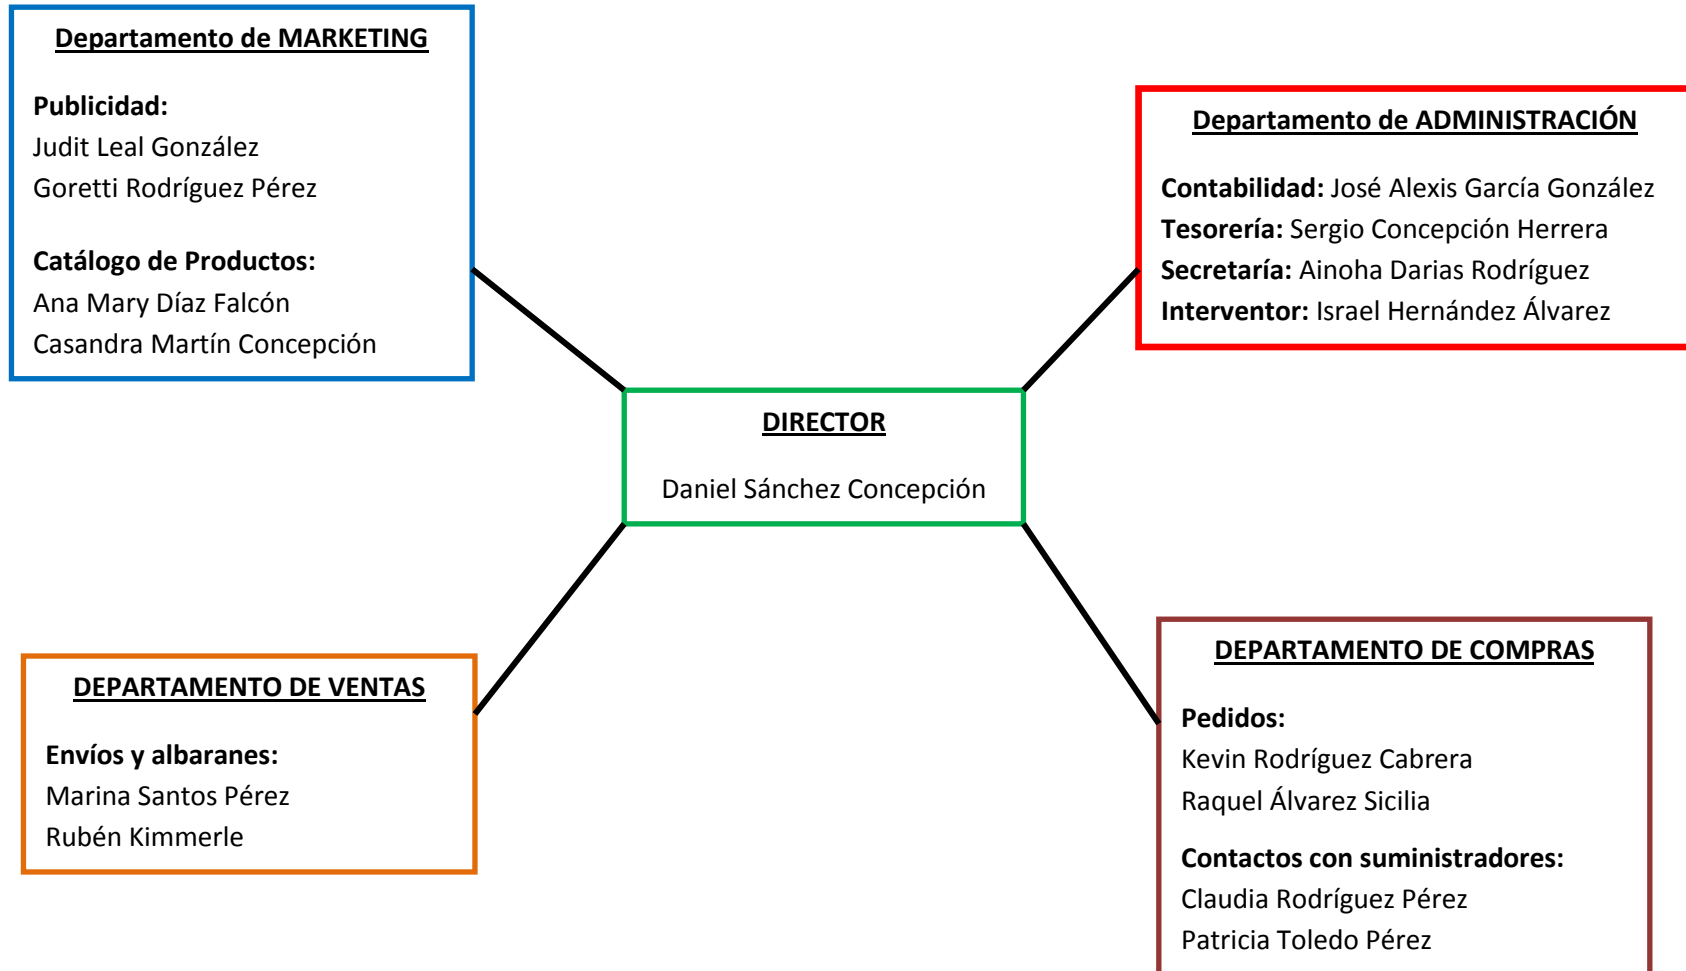 Departamento de MARKETING
Publicidad:
Judit Leal González
Goretti Rodríguez Pérez
Catálogo de Productos:
Ana Mary Díaz Falcón
Casandra Martín Concepción
Departamento de ADMINISTRACIÓN
Contabilidad: José Alexis García González
Tesorería: Sergio Concepción Herrera
Secretaría: Ainoha Darias Rodríguez
Interventor: Israel Hernández Álvarez
DIRECTOR
Daniel Sánchez Concepción
DEPARTAMENTO DE VENTAS
Envíos y albaranes:
Marina Santos Pérez
Rubén Kimmerle
DEPARTAMENTO DE COMPRAS
Pedidos:
Kevin Rodríguez Cabrera
Raquel Álvarez Sicilia
Contactos con suministradores:
Claudia Rodríguez Pérez
Patricia Toledo Pérez